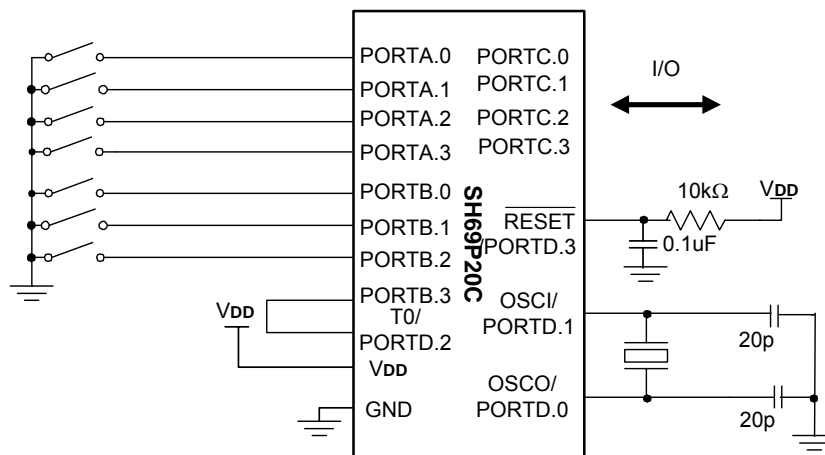 PORTA.0
PORTA.1
PORTA.2
PORTA.3
PORTB.0
PORTB.1
PORTB.2
PORTB.3
T0/
PORTD.2
VDD
GND
VDD
SH69P20C
PORTC.0
PORTC.1
PORTC.2
PORTC.3
RESET
/PORTD.3
OSCI/
PORTD.1
OSCO/
PORTD.0
I/O
10kΩ
VDD
0.1uF
20p
20p